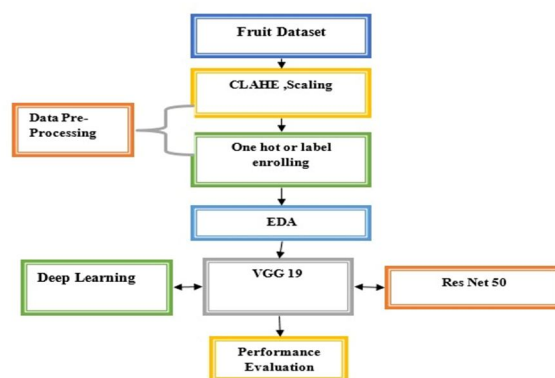 Fruit Dataset
CLAHE ,Scaling
Data Pre-
Processing
One hot or label
enrolling
EDA
Deep Learning
VGG 19
Res Net 50
Performance
Evaluation